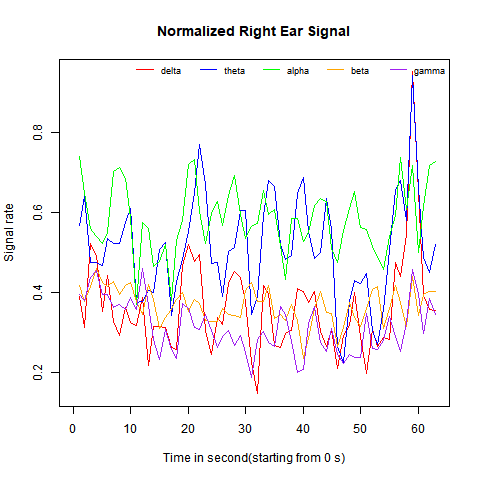 Normalized Right Ear Signal
delta theta alpha beta gamma
Signal rate
0.8
0.6
0.4
0.2
0 10 20 30 40 50 60
Time in second(starting from 0 s)